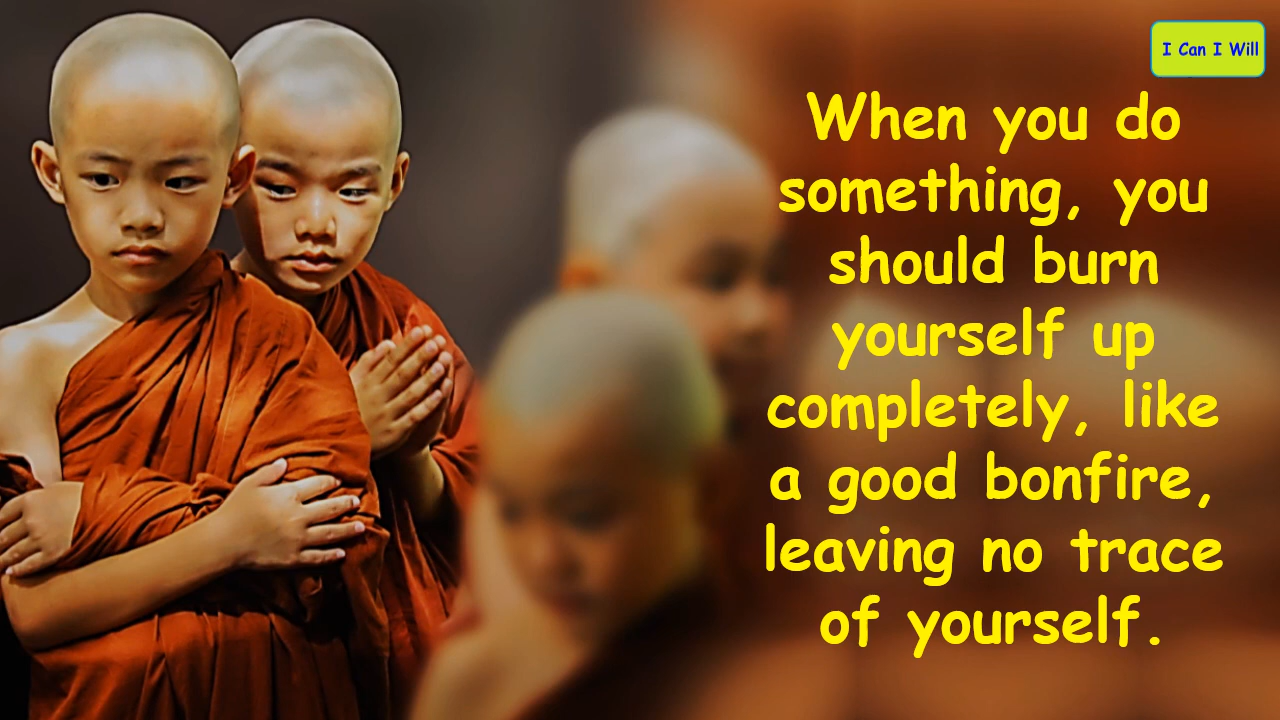 I Can I Will
When you do
something, you
should burn
yourself up
completely, like
a good bonfire,
leaving no trace
of yourself.